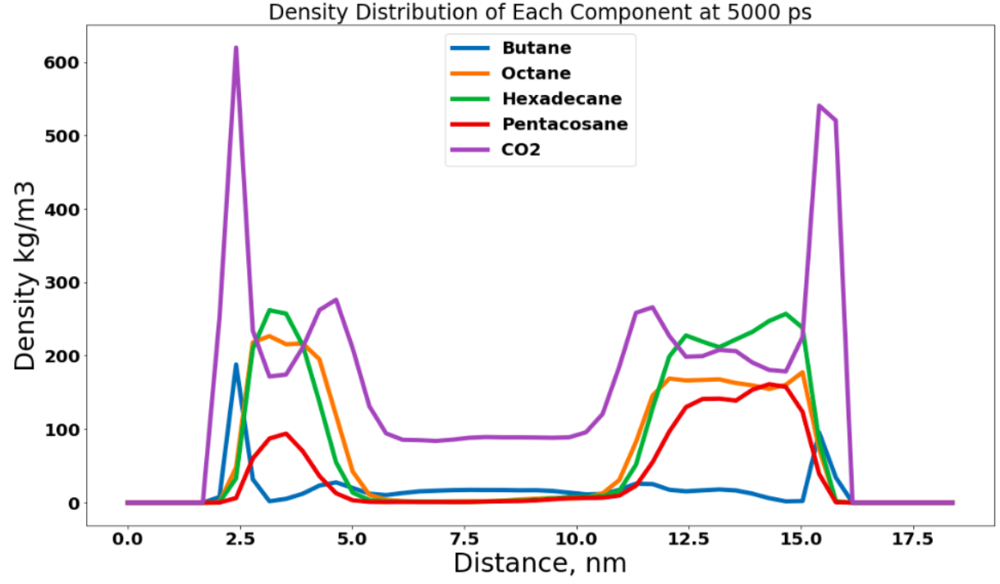 Density Distribution of Each Component at 5000 ps
Butane
Octane
Hexadecane
Pentacosane
CO2
Density kg/m3
600
500
400
300
200
100
0
0.0 2.5 5.0 7.5 10.0 12.5 15.0 17.5
Distance, nm